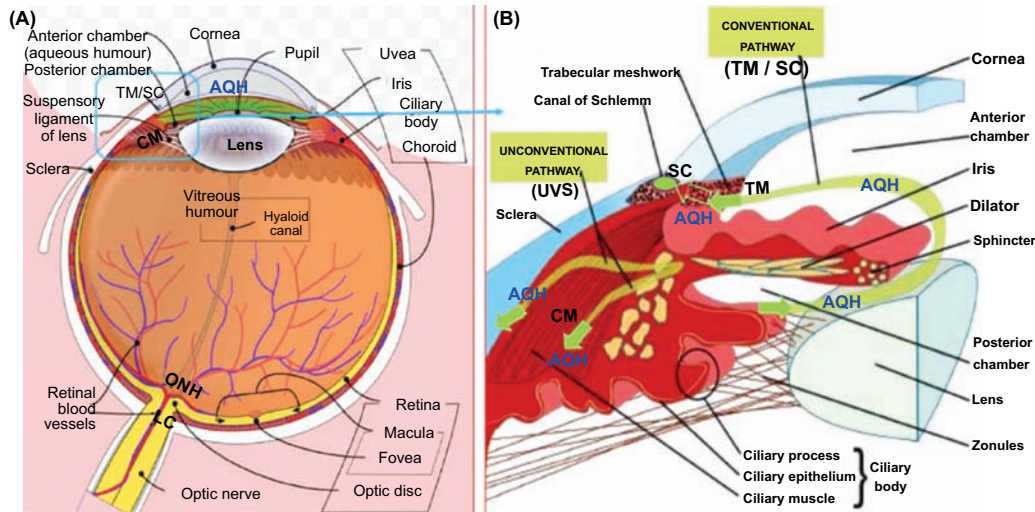 (A)
Anterior chamber
(aqueous humour)
Posterior chamber
TM/SC
Suspensory
ligament
of lens
CM
Sclera
Cornea
Pupil
AQH
Uvea
Iris
Ciliary
body
Choroid
Lens
Vitreous
humour
Hyaloid
canal
ONH
LC
Retinal
blood
vessels
Optic nerve
Retina
Macula
Fovea
Optic disc
(B)
CONVENTIONAL
PATHWAY
(TM / SC)
Trabecular meshwork
Canal of Schlemm
UNCONVENTIONAL
PATHWAY
(UVS)
Sclera
SC
TM
AQH
AQH
AQH
AQH
CM
AQH
Cornea
Anterior
chamber
Iris
Dilator
Sphincter
Posterior
chamber
Lens
Zonules
Ciliary process
Ciliary epithelium
Ciliary muscle
Ciliary
body